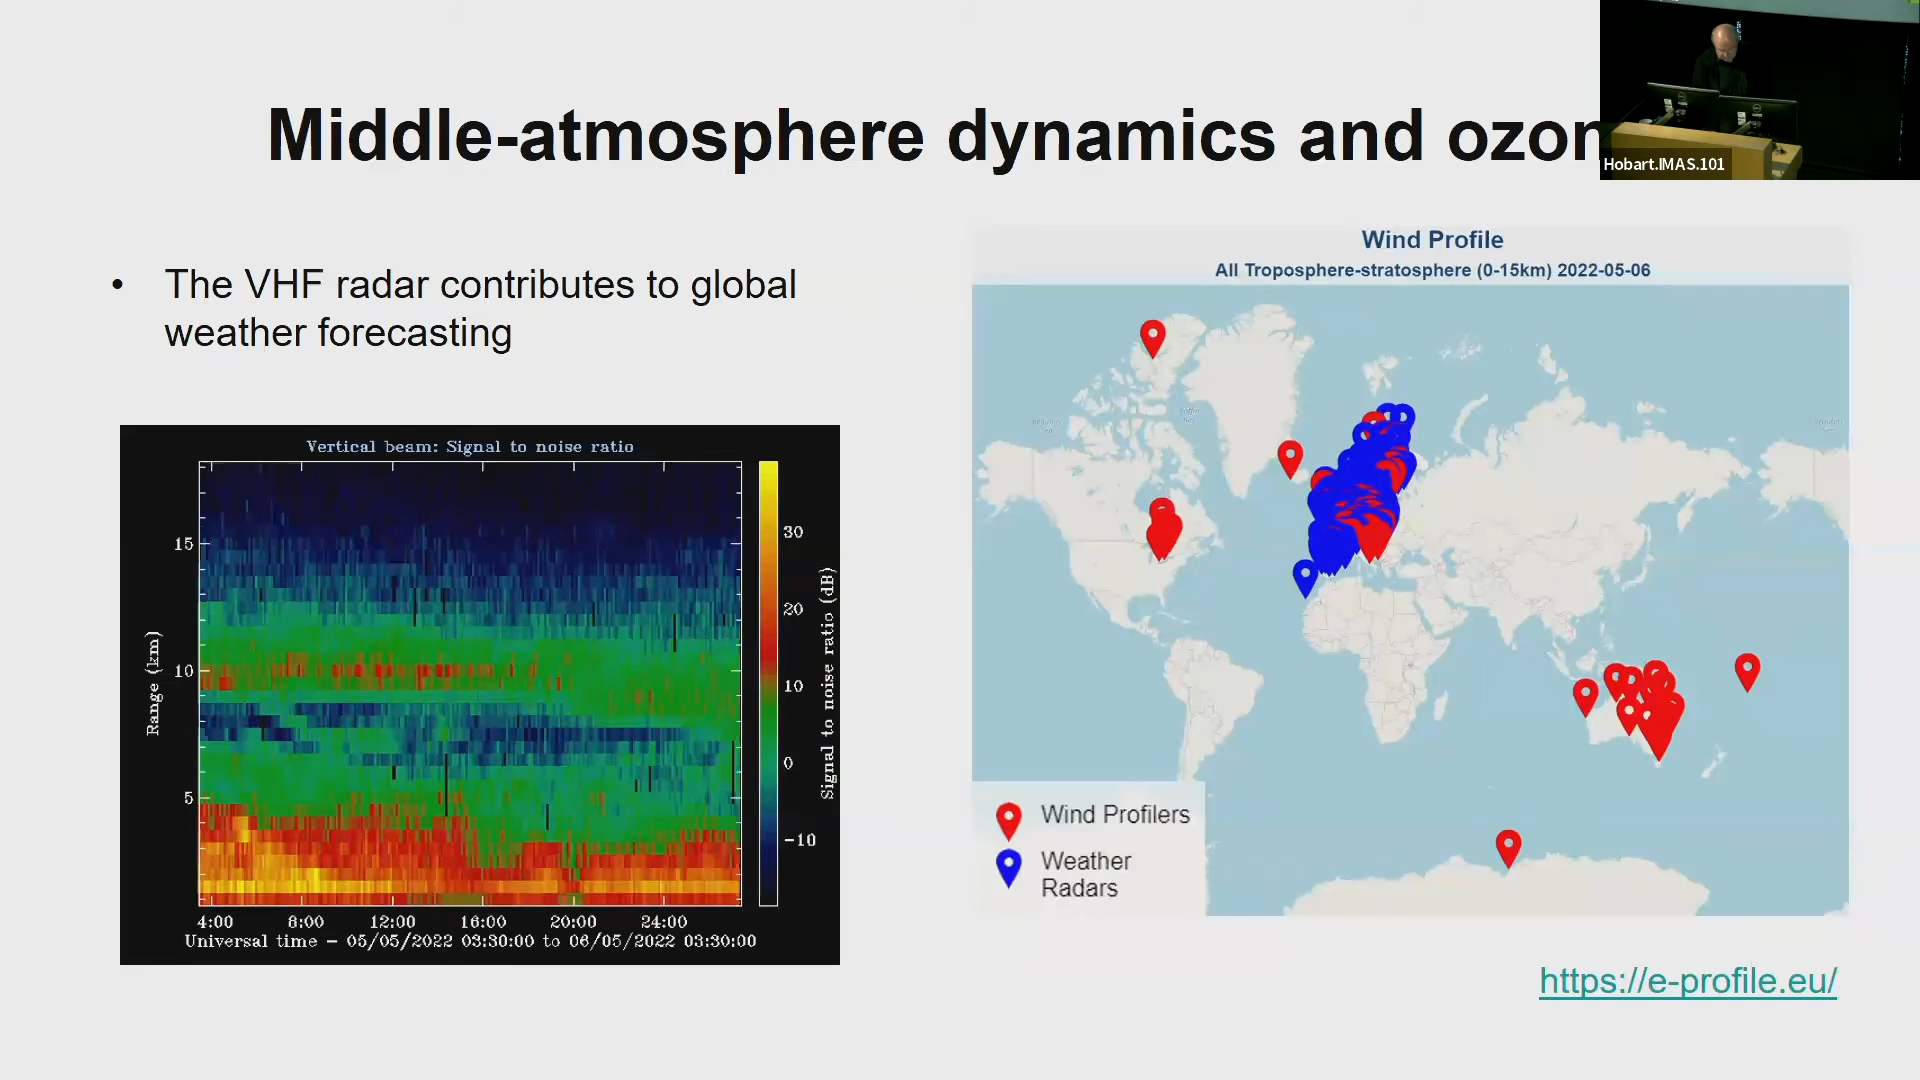 Middle-atmosphere dynamics and ozon
Hobart.IMAS.101
• The VHF radar contributes to global
weather forecasting
Vertical beam: Signal to noise ratio
15
10
5
Range (km)
4:00 8:00 12:00 16:00 20:00 24:00
Universal time - 05/05/2022 03:30:00 to 06/05/2022 03:30:00
30
20
10
0
-10
Signal to noise ratio (dB)
Wind Profile
All Troposphere-stratosphere (0-15km) 2022-05-06
Wind Profilers
Weather
Radars
https://e-profile.eu/